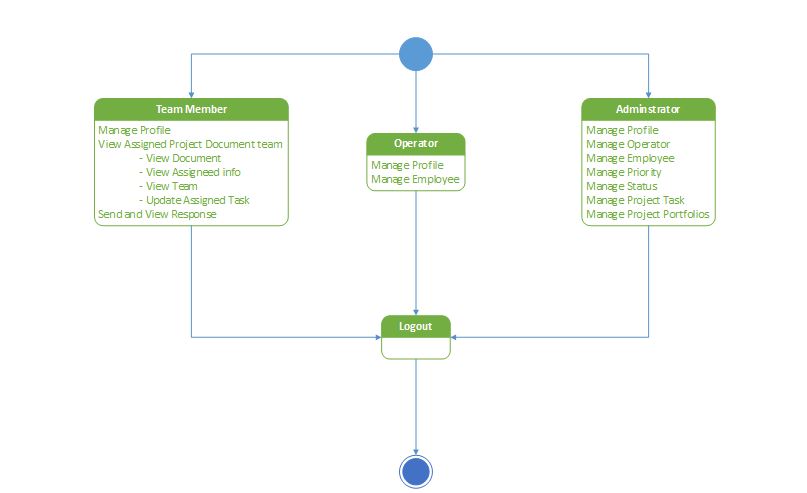 Team Member
Manage Profile
View Assigned Project Document team
- View Document
- View Assigneed info
- View Team
- Update Assigned Task
Send and View Response
Operator
Manage Profile
Manage Employee
Adminstrator
Manage Profile
Manage Operator
Manage Employee
Manage Priority
Manage Status
Manage Project Task
Manage Project Portfolios
Logout